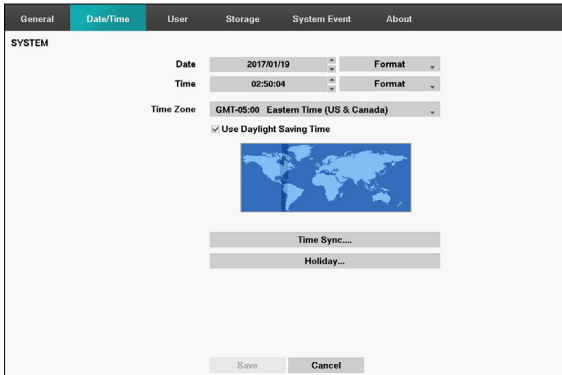 General Date/Time User Storage System Event About
SYSTEM
Date 2017/01/19 Format
Time 02:50:04 Format
Time Zone GMT-05:00 Eastern Time (US & Canada)
Use Daylight Saving Time
Time Sync....
Holiday...
Save Cancel